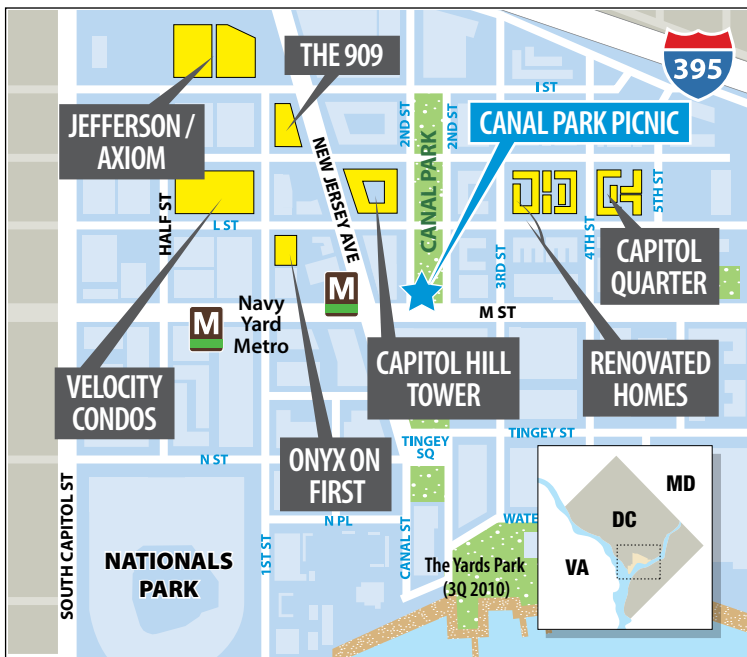 395
THE 909
I ST
JEFFERSON /
AXIOM
2ND ST
2ND ST
CANAL PARK PICNIC
NEW JERSEY AVE
CANAL PARK
HALF ST
L ST
3RD ST
4TH ST
5TH ST
CAPITOL
QUARTER
M
M
Navy
Yard
Metro
M ST
VELOCITY
CONDOS
CAPITOL HILL
TOWER
RENOVATED
HOMES
ONYX ON
FIRST
TINGEY
SQ
TINGEY ST
N ST
SOUTH CAPITOL ST
NATIONALS
PARK
1ST ST
N PL
CANAL ST
WATE
The Yards Park
(3Q 2010)
MD
DC
VA